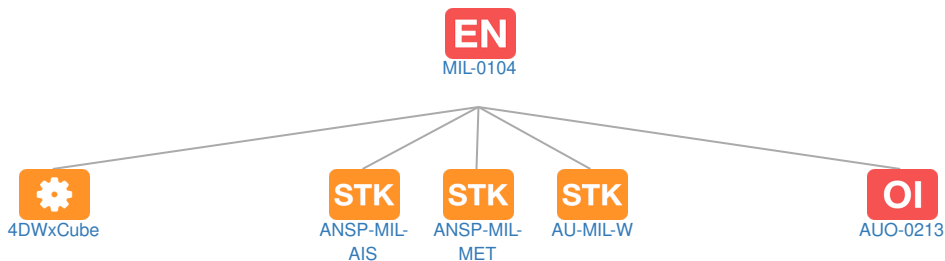 EN
MIL-0104
STK
STK
STK
OI
4DWxCube
ANSP-MIL-
AIS
ANSP-MIL-
MET
AU-MIL-W
AUO-0213